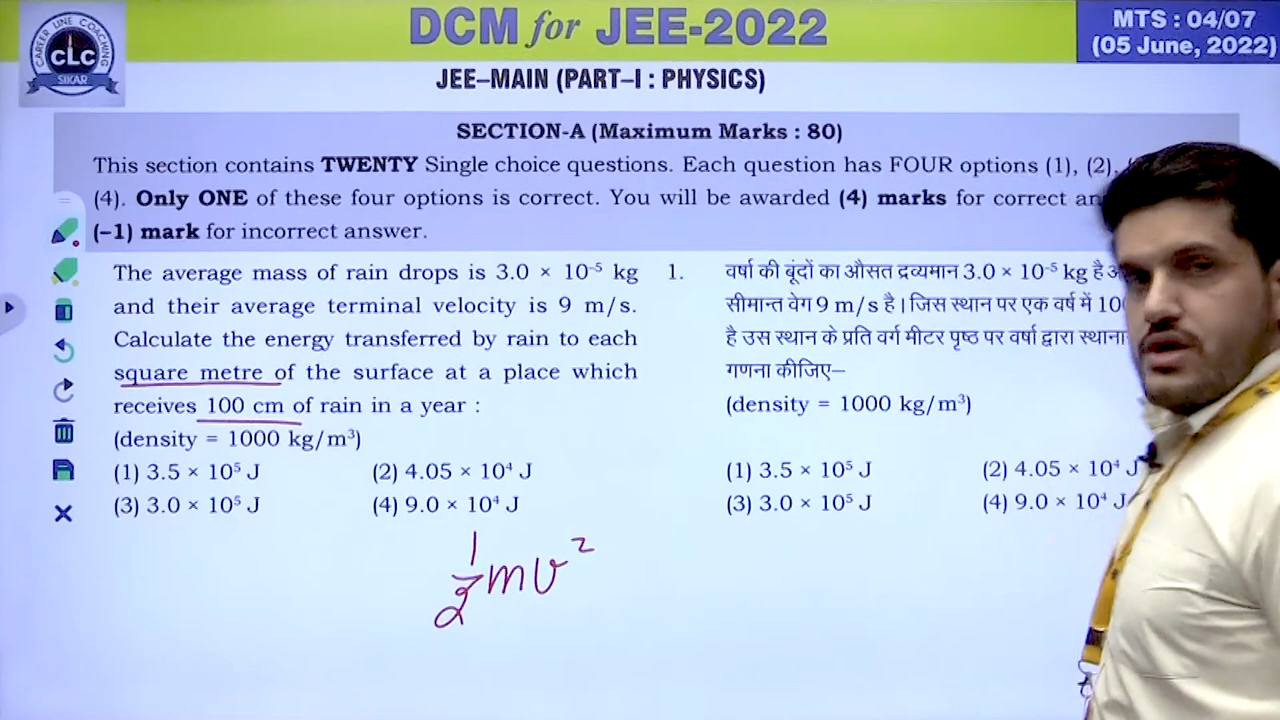 CAREER LINE COACHING
CLC
SIKAR
DCM for JEE-2022
MTS : 04/07
(05 June, 2022)
JEE–MAIN (PART–I : PHYSICS)
SECTION-A (Maximum Marks : 80)
This section contains TWENTY Single choice questions. Each question has FOUR options (1), (2),
(4). Only ONE of these four options is correct. You will be awarded (4) marks for correct
(–1) mark for incorrect answer.
The average mass of rain drops is 3.0 × 10⁻⁵ kg
and their average terminal velocity is 9 m/s.
Calculate the energy transferred by rain to each
square metre of the surface at a place which
receives 100 cm of rain in a year :
(density = 1000 kg/m³)
(1) 3.5 × 10⁵ J (2) 4.05 × 10⁴ J
(3) 3.0 × 10⁵ J (4) 9.0 × 10⁴ J
1. वर्षा की बूंदों का औसत द्रव्यमान 3.0 × 10⁻⁵ kg है
सीमान्त वेग 9 m/s है। जिस स्थान पर एक वर्ष में
है उस स्थान के प्रति वर्ग मीटर पृष्ठ पर वर्षा द्वारा
गणना कीजिए–
(density = 1000 kg/m³)
(1) 3.5 × 10⁵ J (2) 4.05 × 10⁴ J
(3) 3.0 × 10⁵ J (4) 9.0 × 10⁴ J
½mv²